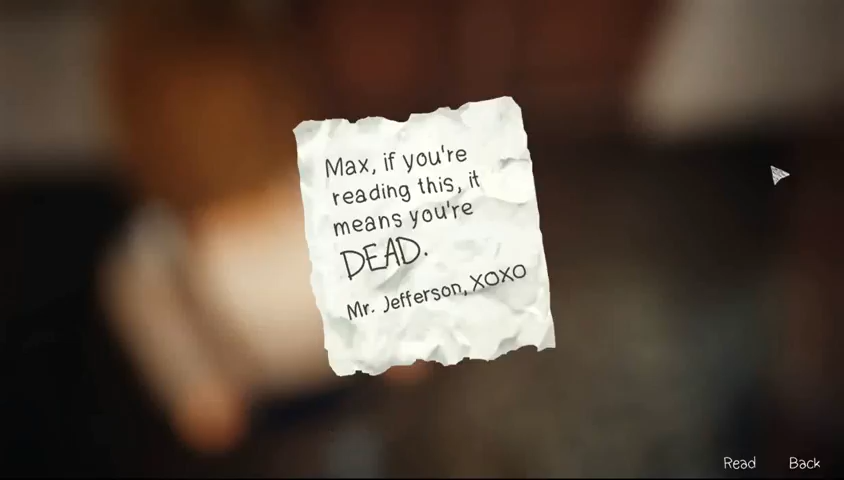 Max, if you're
reading this, it
means you're
DEAD.
Mr. Jefferson, XOXO
Read
Back